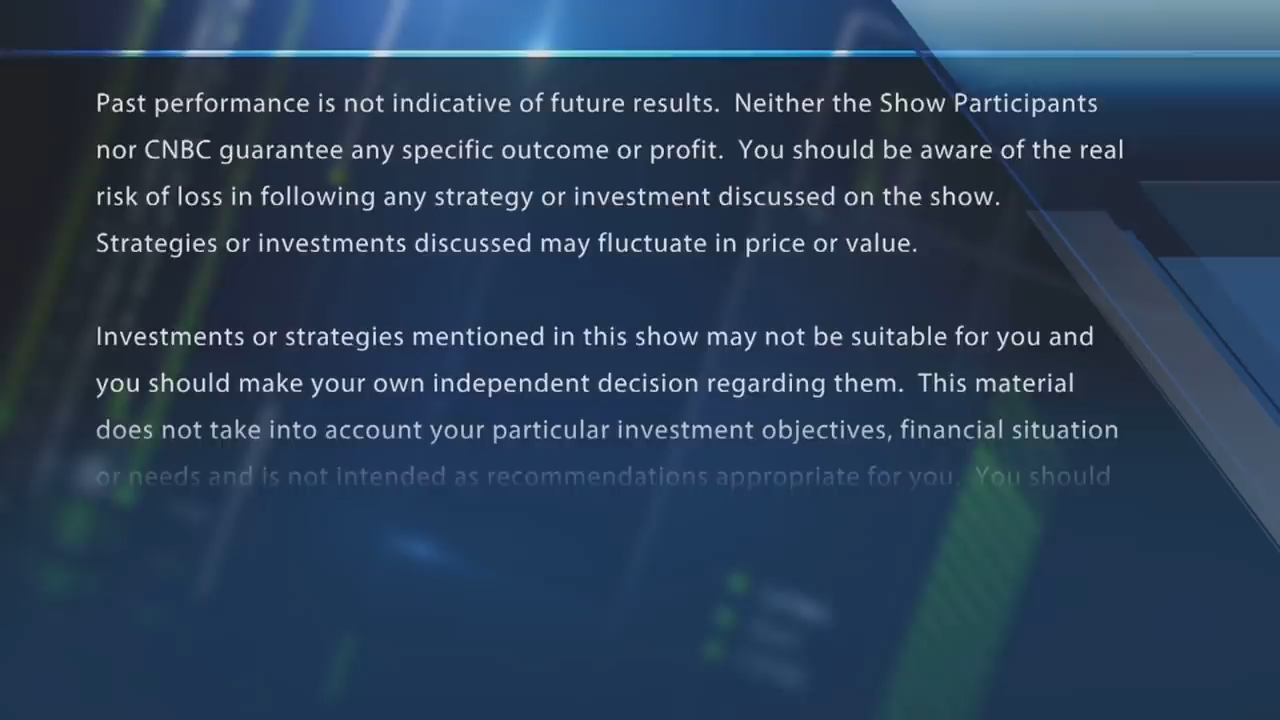 Past performance is not indicative of future results.  Neither the Show Participants
nor CNBC guarantee any specific outcome or profit.  You should be aware of the real
risk of loss in following any strategy or investment discussed on the show.
Strategies or investments discussed may fluctuate in price or value.
Investments or strategies mentioned in this show may not be suitable for you and
you should make your own independent decision regarding them.  This material
does not take into account your particular investment objectives, financial situation
or needs and is not intended as recommendations appropriate for you.  You should